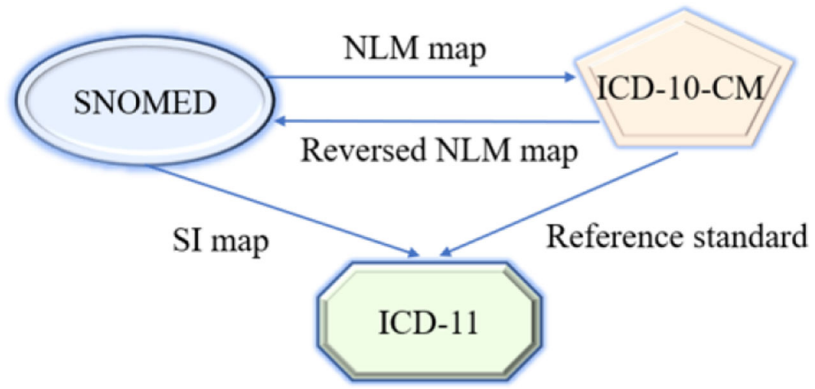 NLM map
SNOMED
ICD-10-CM
Reversed NLM map
SI map
Reference standard
ICD-11